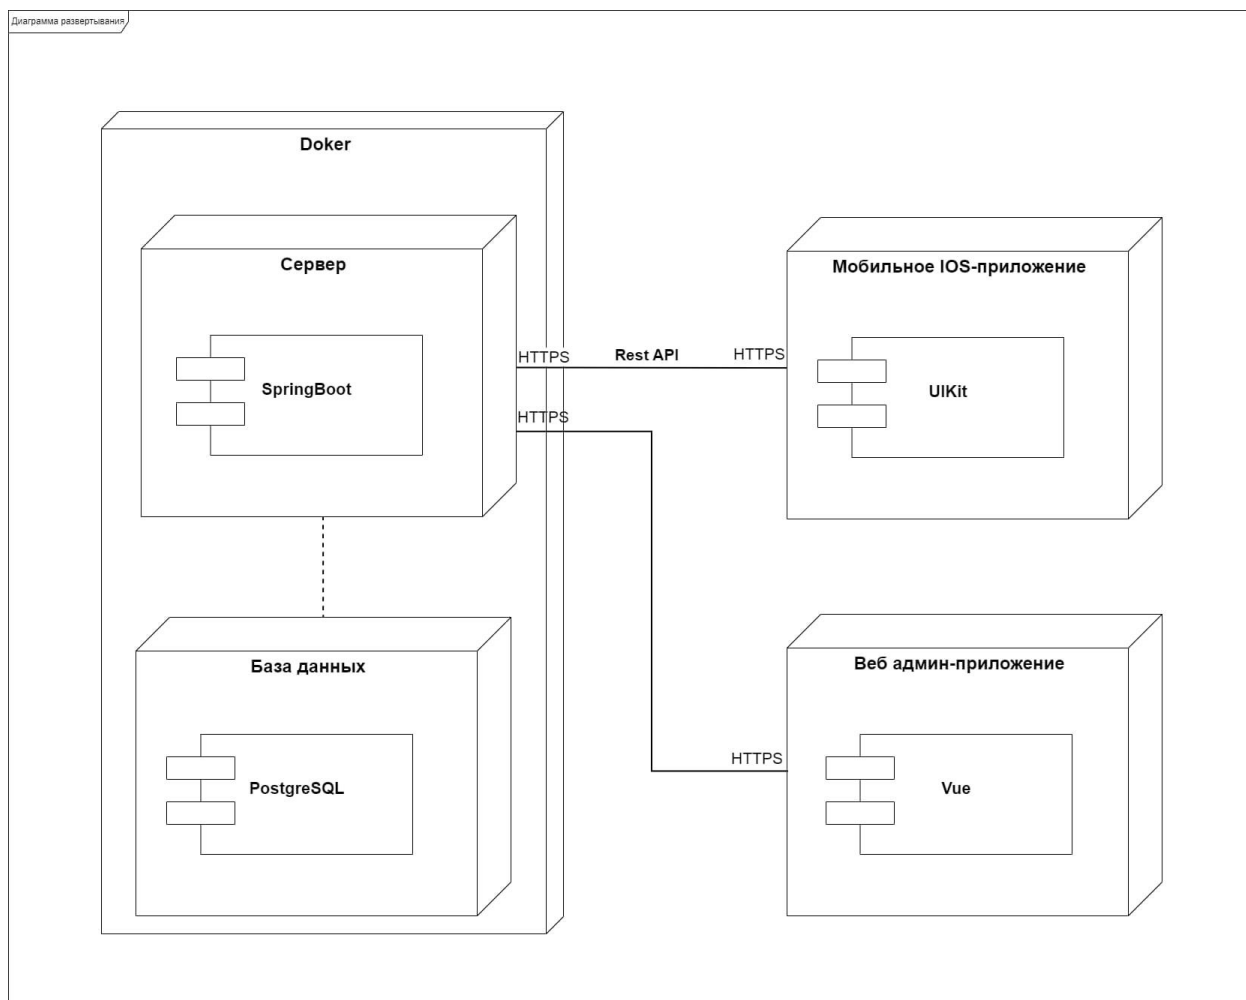 Диаграмма развертывания
Doker
Сервер
Мобильное IOS-приложение
HTTPS
Rest API
HTTPS
SpringBoot
UIKit
HTTPS
База данных
Веб админ-приложение
HTTPS
PostgreSQL
Vue